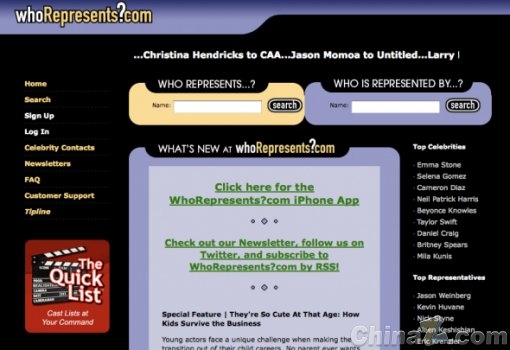 whoRepresents?com
...Christina Hendricks to CAA...Jason Momoa to Untitled...Larry
Home
Search
Sign Up
Log In
Celebrity Contacts
Newsletters
FAQ
Customer Support
Tipline
The
Quick
List
Cast Lists at
Your Command
WHO REPRESENTS...?
Name:
search
WHO IS REPRESENTED BY...?
Name:
search
WHAT'S NEW AT whoRepresents?com
Click here for the
WhoRepresents?com iPhone App
Check out our Newsletter, follow us on
Twitter, and subscribe to
WhoRepresents?com by RSS!
Special Feature | They're So Cute At That Age: How
Kids Survive the Business
Young actors face a unique challenge when making the
transition out of their child careers. No parent ever wants
Top Celebrities
· Emma Stone
· Selena Gomez
· Cameron Diaz
· Neil Patrick Harris
· Beyonce Knowles
· Taylor Swift
· Daniel Craig
· Britney Spears
· Mila Kunis
Top Representatives
· Jason Weinberg
· Kevin Huvane
· Nick Styne
· Allen Keshishian
· Eric Kranzler